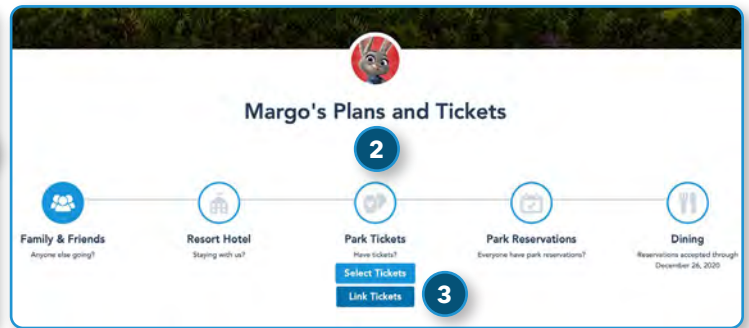 Margo's Plans and Tickets
2
Family & Friends
Anyone else going?
Resort Hotel
Staying with us?
Park Tickets
Have tickets?
Select Tickets
Link Tickets
3
Park Reservations
Everyone have park reservations?
Dining
Reservations accepted through
December 26, 2020